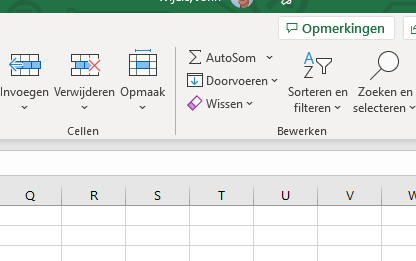 Opmerkingen
Invoegen
Verwijderen
Opmaak
AutoSom
Doorvoeren
Wissen
A
Z
Sorteren en
filteren
Zoeken en
selecteren
Cellen
Bewerken
Q R S T U V W